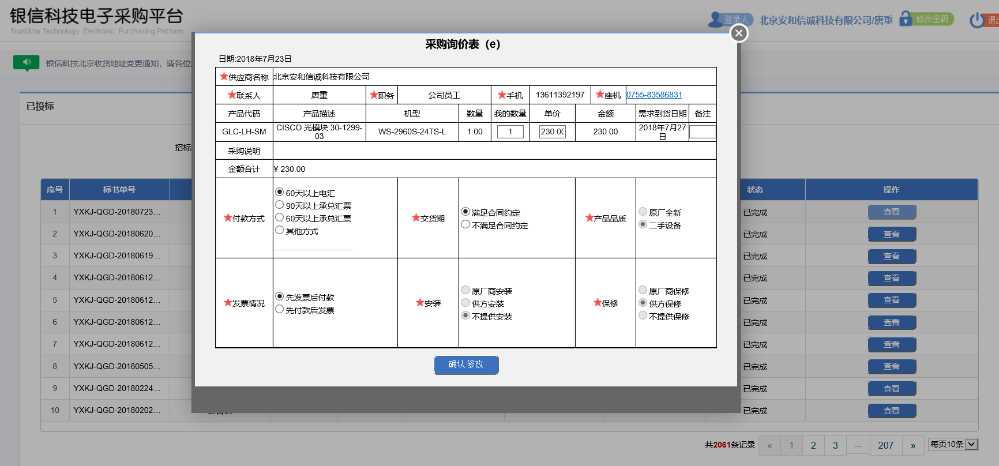 银信科技电子采购平台
Trust&far Technology Electronic Purchasing Platform
登录人 北京安和信诚科技有限公司/唐重 修改密码
银信科技北京收货地址变更通知，请各位
已投标
招标
采购询价表（e）
日期:2018年7月23日
★供应商名称 北京安和信诚科技有限公司
★联系人 唐重 ★职务 公司员工 ★手机 13611392197 ★座机 0755-83586831
产品代码 产品描述 机型 数量 我的数量 单价 金额 需求到货日期 备注
GLC-LH-SM CISCO 光模块 30-1299-03 WS-2960S-24TS-L 1.00 1 230.00 230.00 2018年7月27日
采购说明
金额合计 ¥ 230.00
★付款方式
60天以上电汇
90天以上承兑汇票
60天以上承兑汇票
其他方式
★交货期
满足合同约定
不满足合同约定
★产品品质
原厂全新
二手设备
★发票情况
先发票后付款
先付款后发票
★安装
原厂商安装
供方安装
不提供安装
★保修
原厂商保修
供方保修
不提供保修
确认修改
序号 标书单号 状态 操作
1 YXKJ-QGD-20180723... 已完成 查看
2 YXKJ-QGD-20180620... 已完成 查看
3 YXKJ-QGD-20180619... 已完成 查看
4 YXKJ-QGD-20180612... 已完成 查看
5 YXKJ-QGD-20180612... 已完成 查看
6 YXKJ-QGD-20180612... 已完成 查看
7 YXKJ-QGD-20180612... 已完成 查看
8 YXKJ-QGD-20180505... 已完成 查看
9 YXKJ-QGD-20180224... 已完成 查看
10 YXKJ-QGD-20180202... 已完成 查看
共2061条记录 « 1 2 3 ... 207 » 每页10条